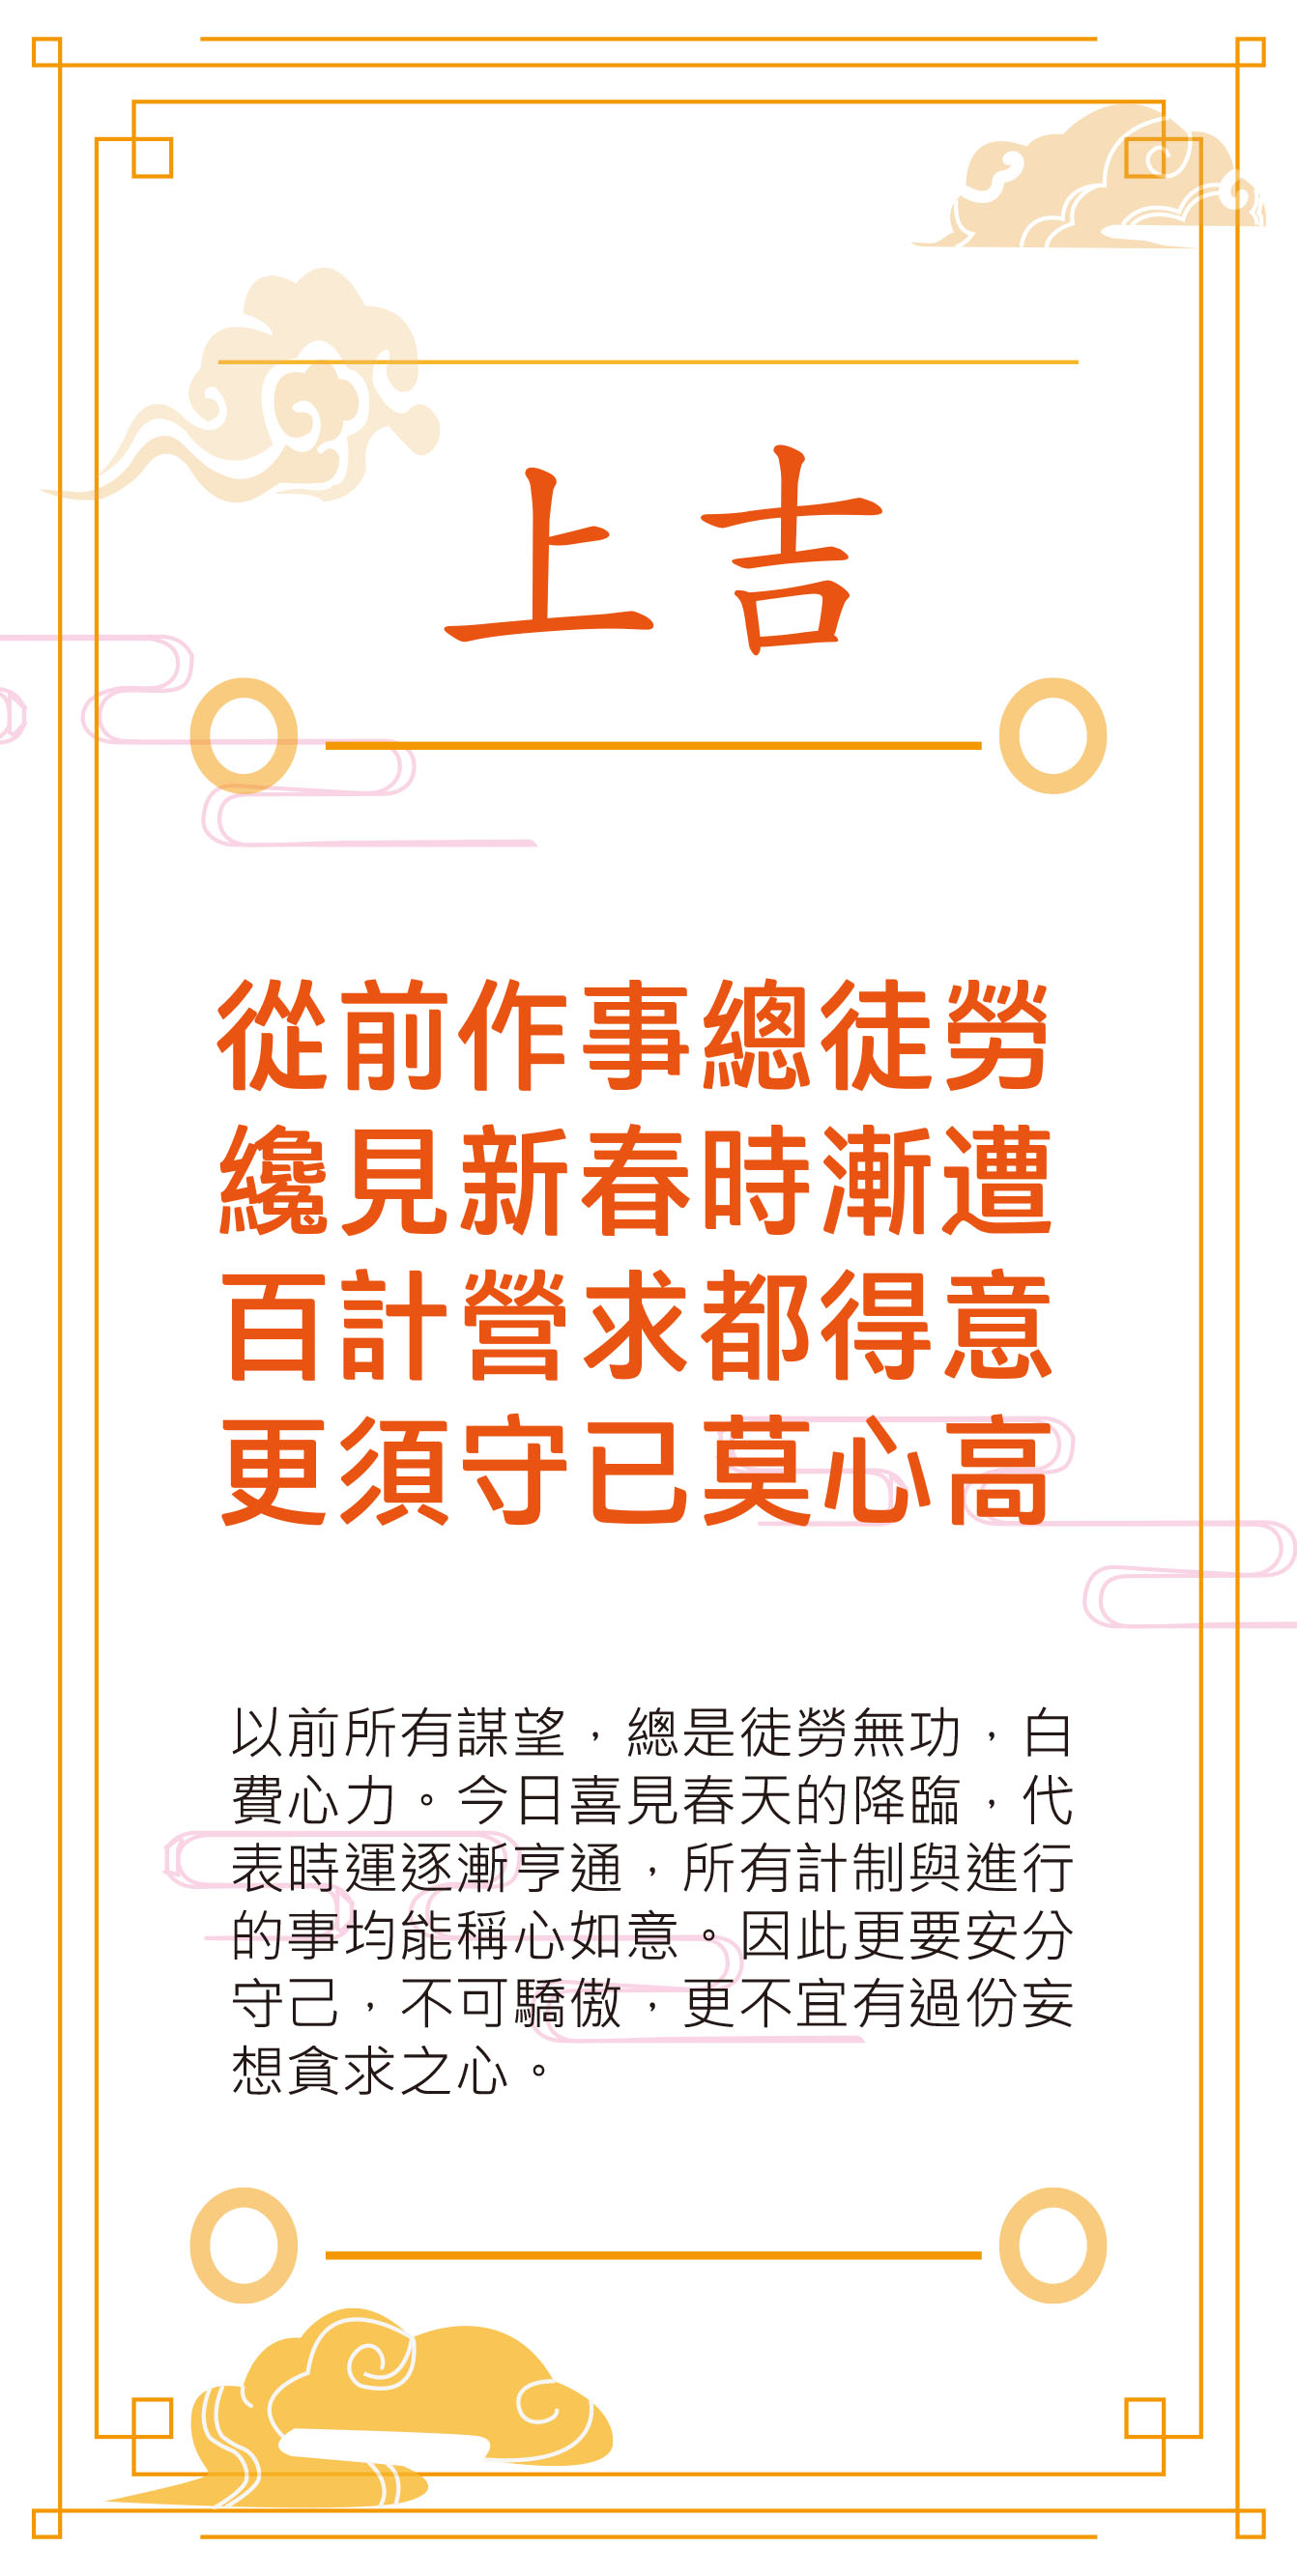 上吉
從前作事總徒勞
纔見新春時漸遭
百計營求都得意
更須守已莫心高
以前所有謀望，總是徒勞無功，白
費心力。今日喜見春天的降臨，代
表時運逐漸亨通，所有計制與進行
的事均能稱心如意。因此更要安分
守己，不可驕傲，更不宜有過份妄
想貪求之心。